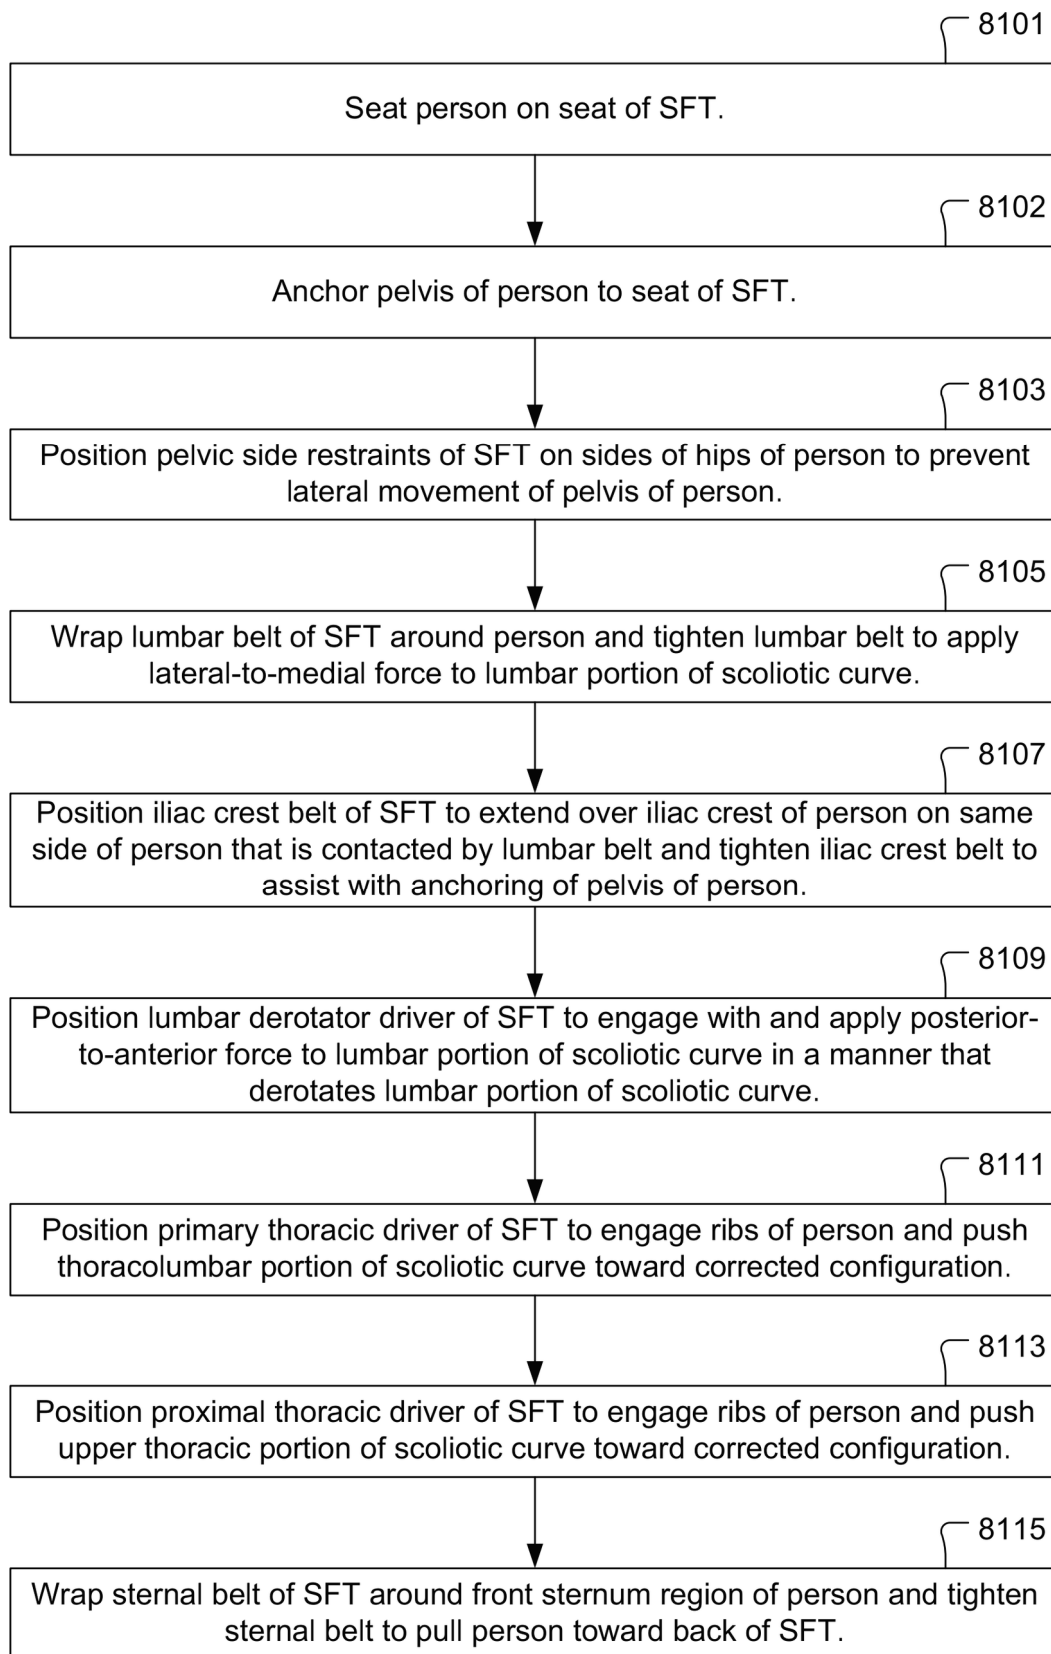 8101
Seat person on seat of SFT.
8102
Anchor pelvis of person to seat of SFT.
8103
Position pelvic side restraints of SFT on sides of hips of person to prevent
lateral movement of pelvis of person.
8105
Wrap lumbar belt of SFT around person and tighten lumbar belt to apply
lateral-to-medial force to lumbar portion of scoliotic curve.
8107
Position iliac crest belt of SFT to extend over iliac crest of person on same
side of person that is contacted by lumbar belt and tighten iliac crest belt to
assist with anchoring of pelvis of person.
8109
Position lumbar derotator driver of SFT to engage with and apply posterior-
to-anterior force to lumbar portion of scoliotic curve in a manner that
derotates lumbar portion of scoliotic curve.
8111
Position primary thoracic driver of SFT to engage ribs of person and push
thoracolumbar portion of scoliotic curve toward corrected configuration.
8113
Position proximal thoracic driver of SFT to engage ribs of person and push
upper thoracic portion of scoliotic curve toward corrected configuration.
8115
Wrap sternal belt of SFT around front sternum region of person and tighten
sternal belt to pull person toward back of SFT.